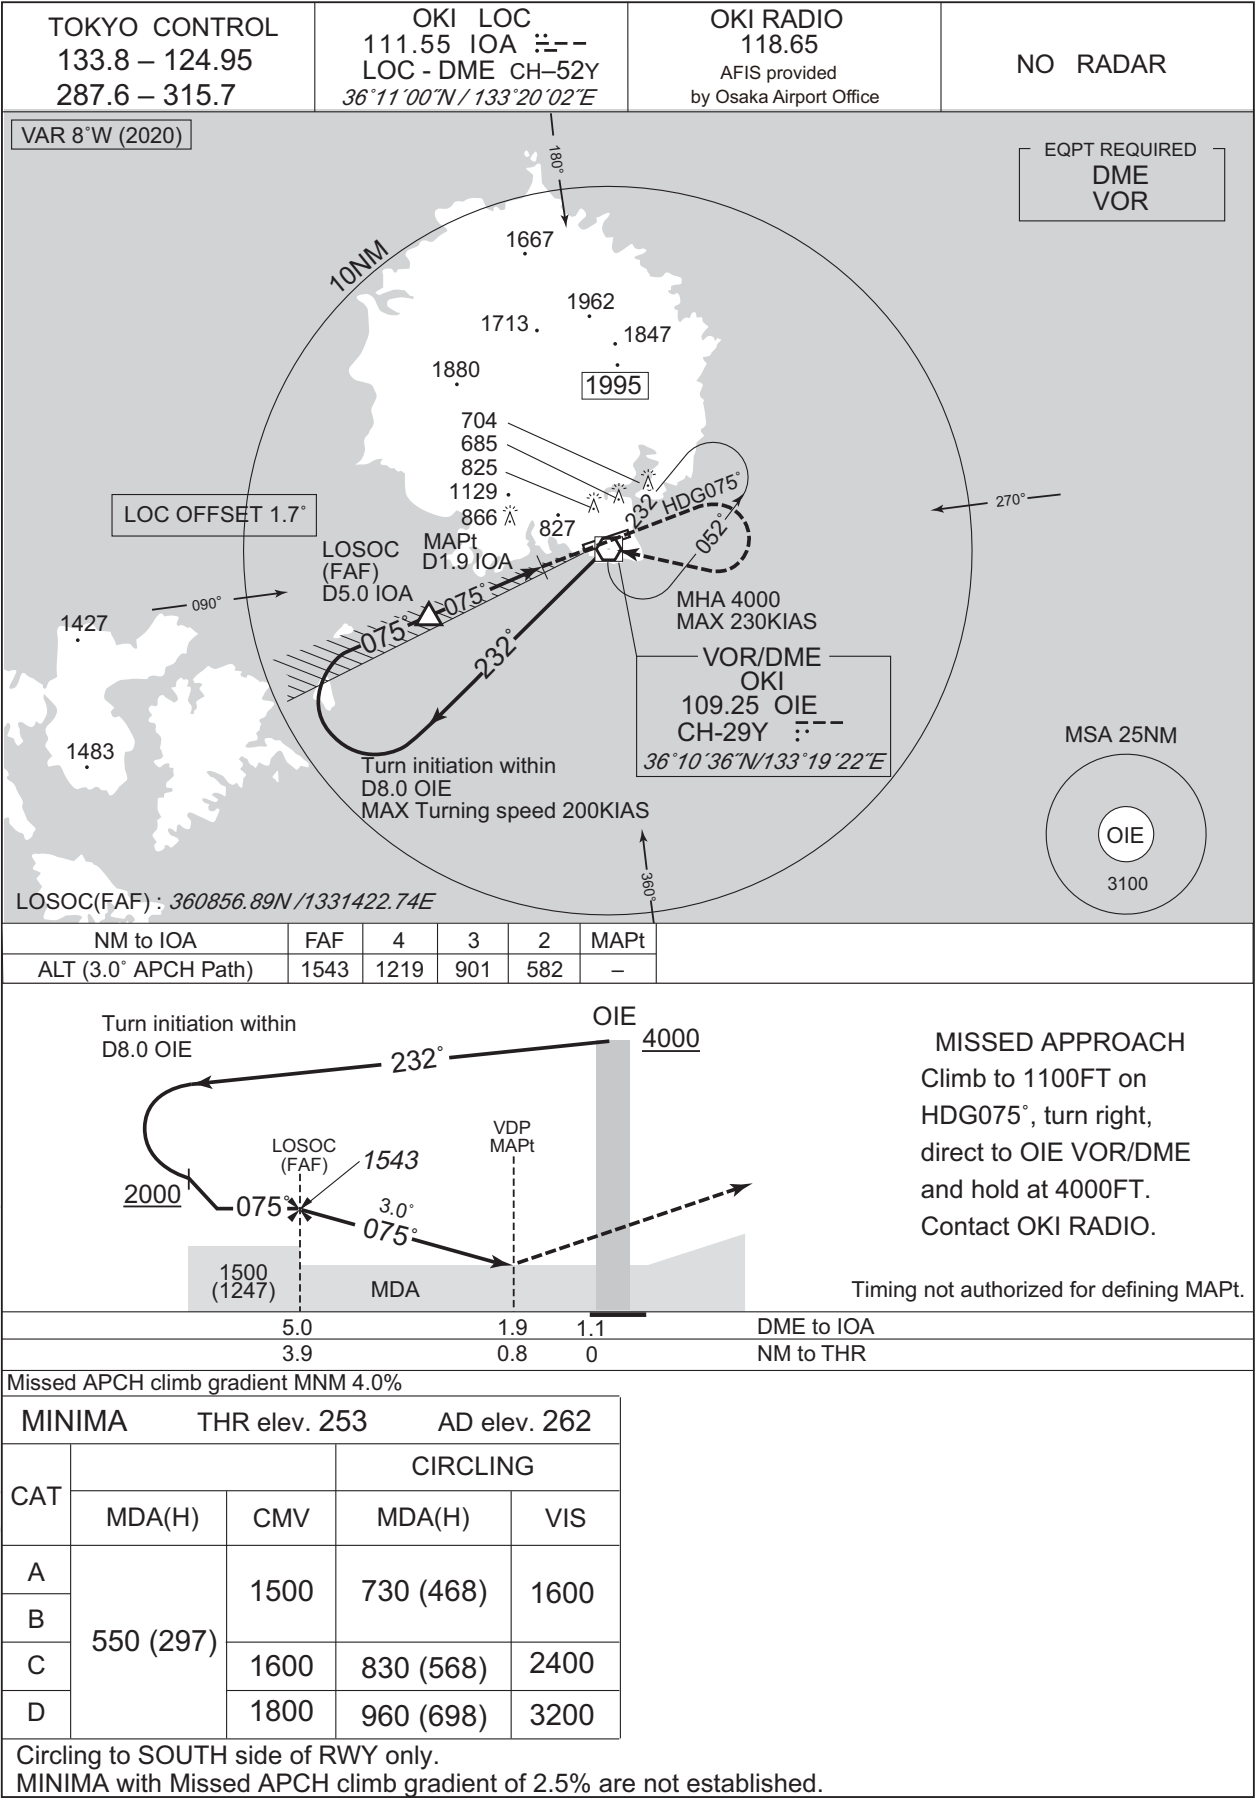 TOKYO CONTROL
133.8 – 124.95
287.6 – 315.7
OKI LOC
111.55 IOA
LOC - DME CH–52Y
36˚11´00˝N / 133˚20´02˝E
OKI RADIO
118.65
AFIS provided
by Osaka Airport Office
NO RADAR
VAR 8˚W (2020)
EQPT REQUIRED
DME
VOR
180˚
10NM
1667
1962
1713
1847
1880
1995
704
685
825
1129
866
827
232
HDG075˚
052˚
270˚
LOC OFFSET 1.7˚
LOSOC
(FAF)
D5.0 IOA
MAPt
D1.9 IOA
090˚
075˚
075˚
232˚
MHA 4000
MAX 230KIAS
1427
1483
VOR/DME
OKI
109.25 OIE
CH-29Y
36˚10´36˝N/133˚19´22˝E
Turn initiation within
D8.0 OIE
MAX Turning speed 200KIAS
MSA 25NM
OIE
3100
360˚
LOSOC(FAF) : 360856.89N /1331422.74E
NM to IOA FAF 4 3 2 MAPt
ALT (3.0˚ APCH Path) 1543 1219 901 582 –
Turn initiation within
D8.0 OIE
OIE
4000
232˚
LOSOC
(FAF)
1543
VDP
MAPt
2000
075˚
3.0˚
075˚
1500
(1247)
MDA
MISSED APPROACH
Climb to 1100FT on
HDG075˚, turn right,
direct to OIE VOR/DME
and hold at 4000FT.
Contact OKI RADIO.
Timing not authorized for defining MAPt.
5.0 1.9 1.1 DME to IOA
3.9 0.8 0 NM to THR
Missed APCH climb gradient MNM 4.0%
MINIMA THR elev. 253 AD elev. 262
CAT
CIRCLING
MDA(H) CMV MDA(H) VIS
A
B
C
D
550 (297)
1500 730 (468) 1600
1600 830 (568) 2400
1800 960 (698) 3200
Circling to SOUTH side of RWY only.
MINIMA with Missed APCH climb gradient of 2.5% are not established.